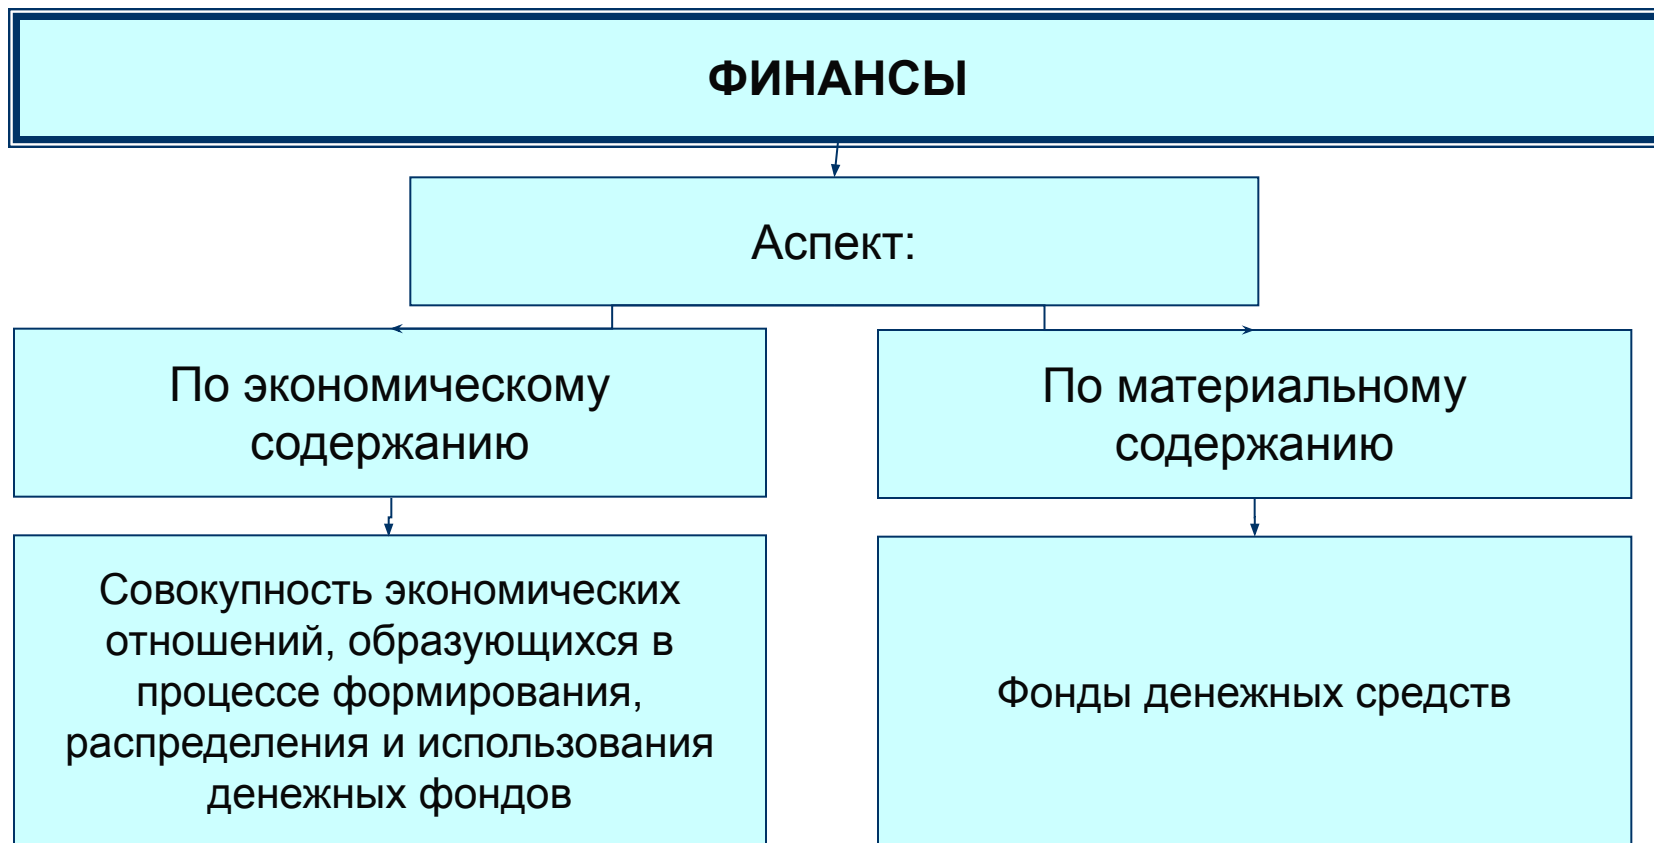 ФИНАНСЫ
Аспект:
По экономическому
содержанию
По материальному
содержанию
Совокупность экономических
отношений, образующихся в
процессе формирования,
распределения и использования
денежных фондов
Фонды денежных средств